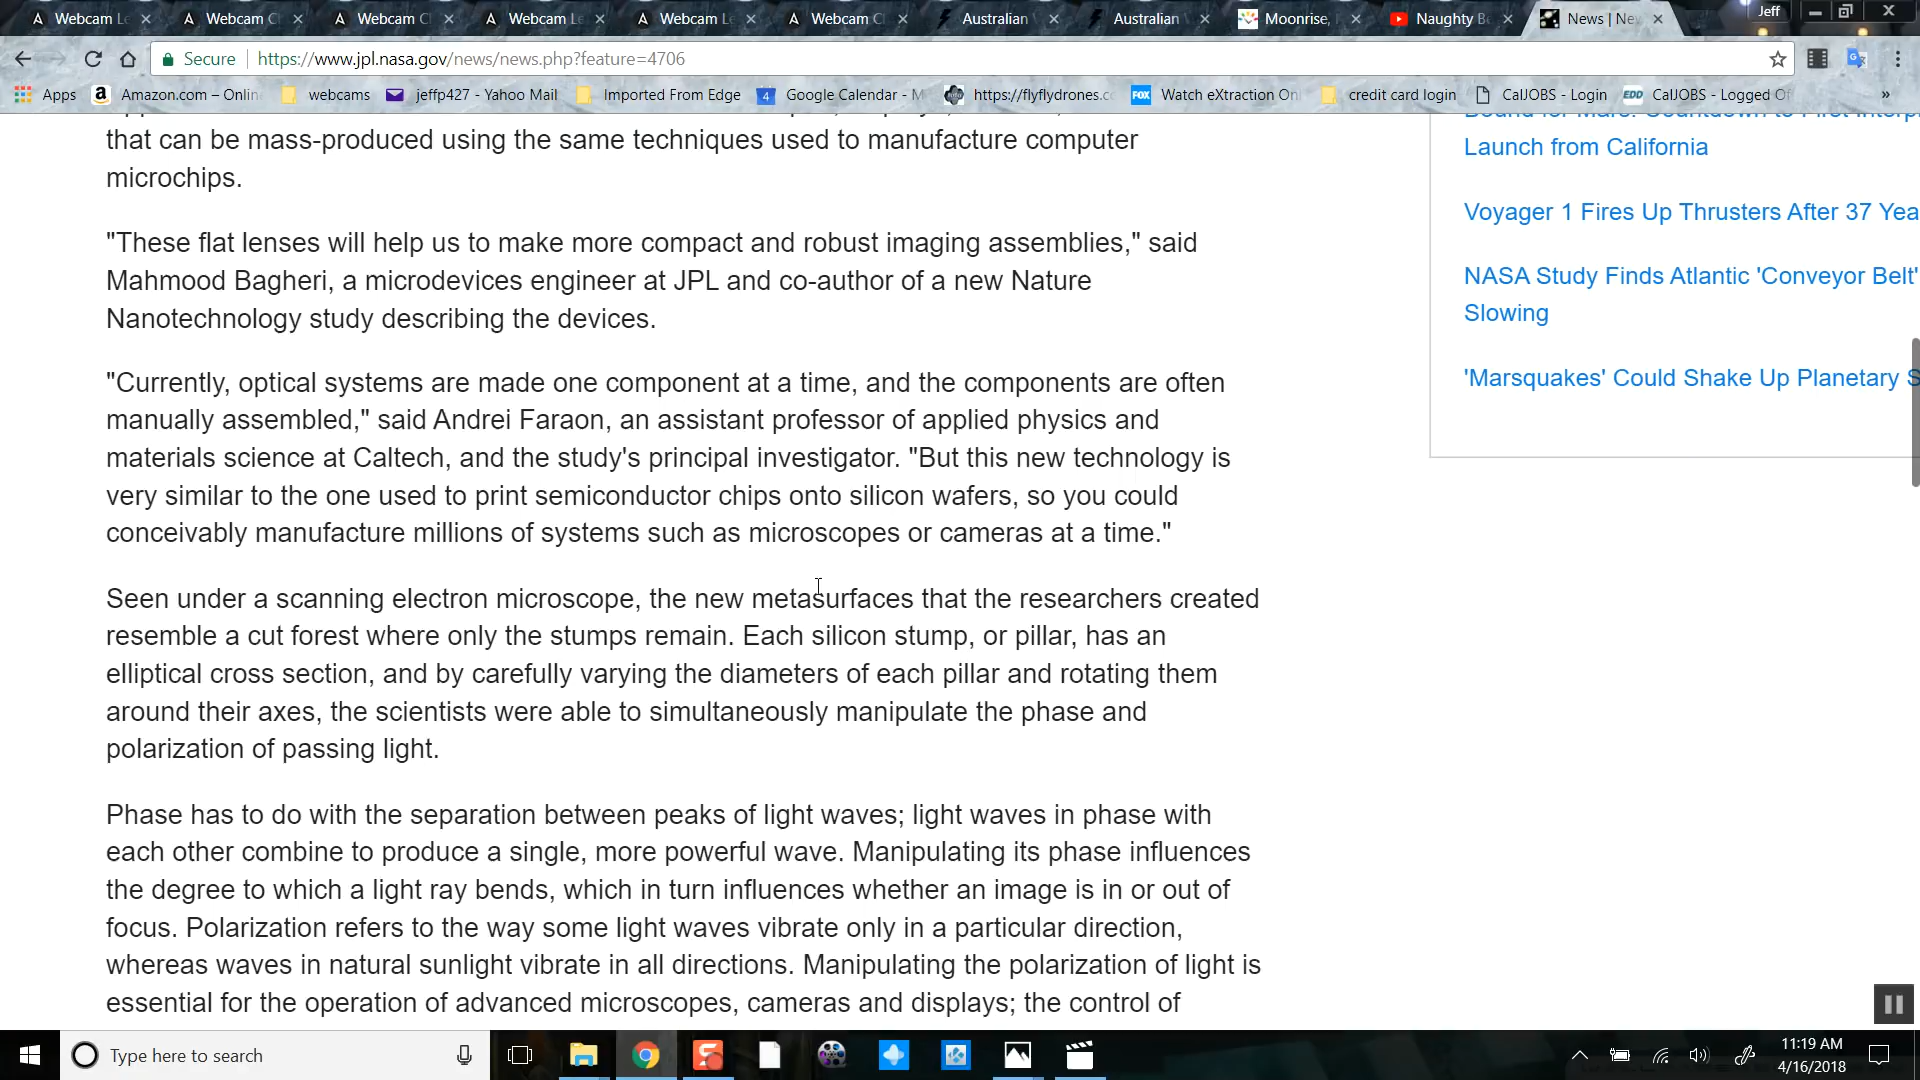 Webcam Le
Webcam Cl
Webcam Cl
Webcam Le
Webcam Le
Webcam Cl
Australian
Australian
Moonrise,
Naughty Be
News | Ne
Jeff
Secure
https://www.jpl.nasa.gov/news/news.php?feature=4706
Apps
Amazon.com – Onlin
webcams
jeffp427 - Yahoo Mail
Imported From Edge
Google Calendar - M
https://flyflydrones.c
Watch eXtraction On
credit card login
CalJOBS - Login
CalJOBS - Logged Of
»
that can be mass-produced using the same techniques used to manufacture computer
microchips.
"These flat lenses will help us to make more compact and robust imaging assemblies," said
Mahmood Bagheri, a microdevices engineer at JPL and co-author of a new Nature
Nanotechnology study describing the devices.
"Currently, optical systems are made one component at a time, and the components are often
manually assembled," said Andrei Faraon, an assistant professor of applied physics and
materials science at Caltech, and the study's principal investigator. "But this new technology is
very similar to the one used to print semiconductor chips onto silicon wafers, so you could
conceivably manufacture millions of systems such as microscopes or cameras at a time."
Seen under a scanning electron microscope, the new metasurfaces that the researchers created
resemble a cut forest where only the stumps remain. Each silicon stump, or pillar, has an
elliptical cross section, and by carefully varying the diameters of each pillar and rotating them
around their axes, the scientists were able to simultaneously manipulate the phase and
polarization of passing light.
Phase has to do with the separation between peaks of light waves; light waves in phase with
each other combine to produce a single, more powerful wave. Manipulating its phase influences
the degree to which a light ray bends, which in turn influences whether an image is in or out of
focus. Polarization refers to the way some light waves vibrate only in a particular direction,
whereas waves in natural sunlight vibrate in all directions. Manipulating the polarization of light is
essential for the operation of advanced microscopes, cameras and displays; the control of
Bound for Mars: Countdown to First Interp
Launch from California
Voyager 1 Fires Up Thrusters After 37 Yea
NASA Study Finds Atlantic 'Conveyor Belt'
Slowing
'Marsquakes' Could Shake Up Planetary S
Type here to search
11:19 AM
4/16/2018